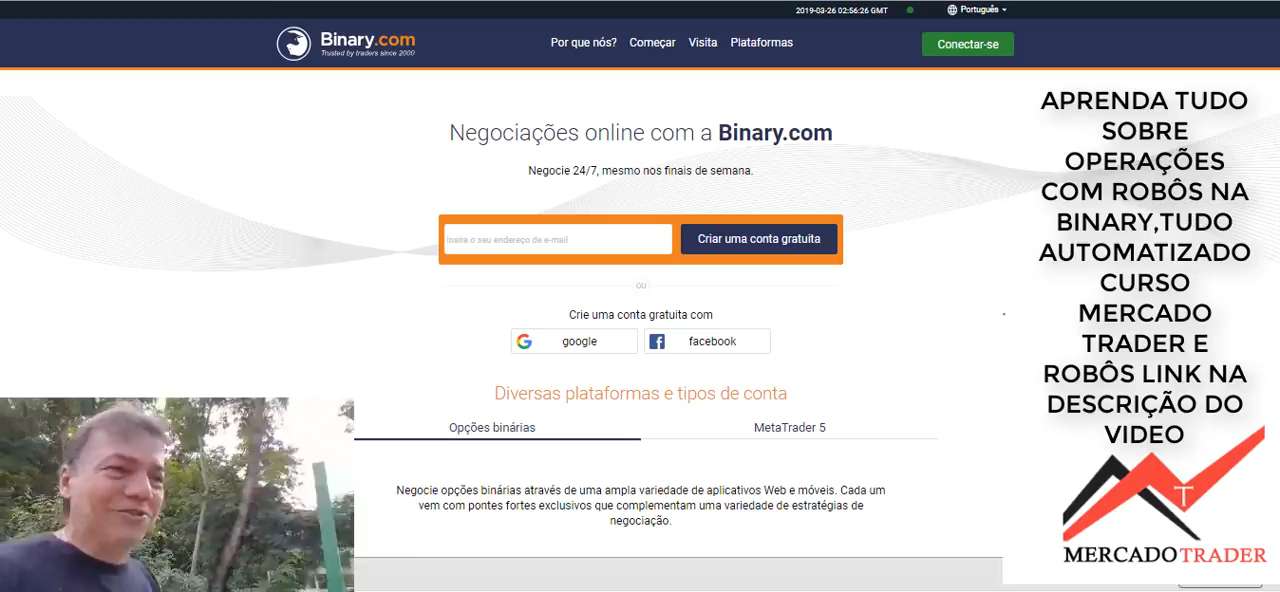 2019-03-26 02:56:26 GMT
Português
Binary.com
Trusted by traders since 2000
Por que nós? Começar Visita Plataformas
Conectar-se
Negociações online com a Binary.com
Negocie 24/7, mesmo nos finais de semana.
Insira o seu endereço de e-mail
Criar uma conta gratuita
ou
Crie uma conta gratuita com
google
facebook
Diversas plataformas e tipos de conta
Opções binárias
MetaTrader 5
Negocie opções binárias através de uma ampla variedade de aplicativos Web e móveis. Cada um
vem com pontes fortes exclusivos que complementam uma variedade de estratégias de
negociação.
APRENDA TUDO
SOBRE
OPERAÇÕES
COM ROBÔS NA
BINARY,TUDO
AUTOMATIZADO
CURSO
MERCADO
TRADER E
ROBÔS LINK NA
DESCRIÇÃO DO
VIDEO
T
MERCADOTRADER